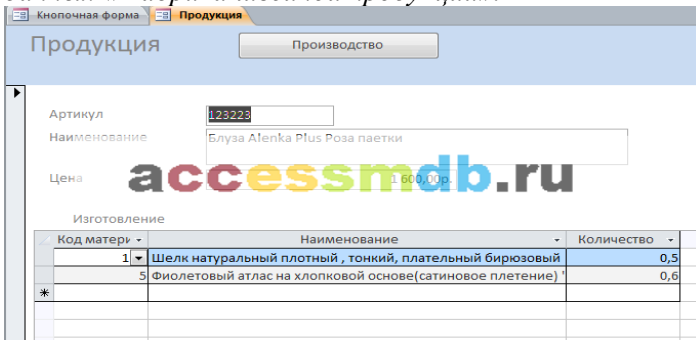 Кнопочная форма Продукция
Продукция Производство
Артикул 123223
Наименование Блуза Alenka Plus Роза паетки
Цена 1 600,00р.
accessmdb.ru
Изготовление
Код матери Наименование Количество
1 Шелк натуральный плотный , тонкий, плательный бирюзовый 0,5
5 Фиолетовый атлас на хлопковой основе(сатиновое плетение) ' 0,6
*